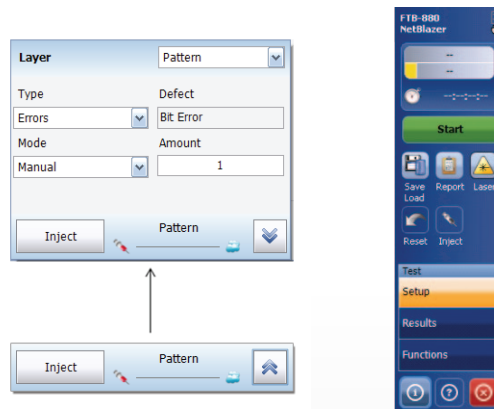 Layer
Pattern
Type
Defect
Errors
Bit Error
Mode
Amount
Manual
1
Inject
Pattern
Inject
Pattern
FTB-880
NetBlazer
--
--
--:--:--
Start
Save
Load
Report
Laser
Reset
Inject
Test
Setup
Results
Functions